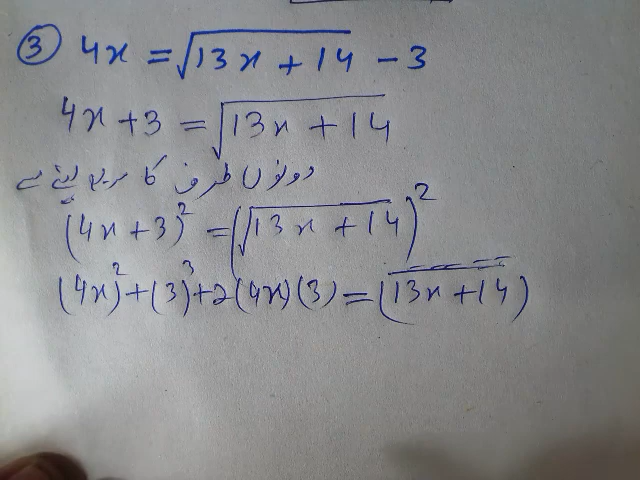 ③ 4x = √(13x + 14) - 3
4x + 3 = √(13x + 14)
دونوں طرف کا مربع لینے سے
(4x + 3)² = (√(13x + 14))²
(4x)² + (3)³ + 2(4x)(3) = (13x + 14)